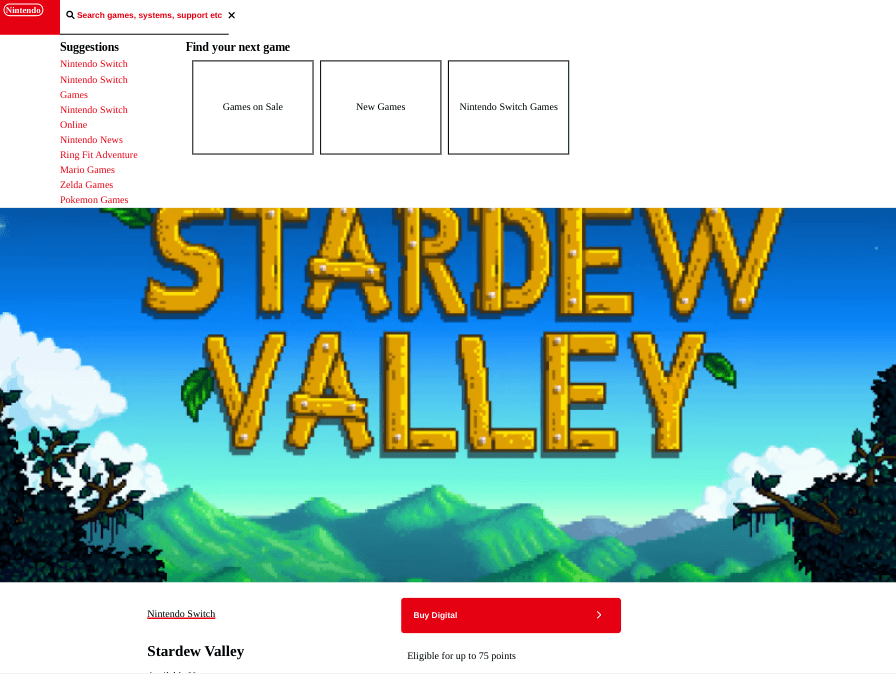 Nintendo
Search games, systems, support etc
Suggestions
Nintendo Switch
Nintendo Switch
Games
Nintendo Switch
Online
Nintendo News
Ring Fit Adventure
Mario Games
Zelda Games
Pokemon Games
Find your next game
Games on Sale
New Games
Nintendo Switch Games
STARDEW
VALLEY
Nintendo Switch
Stardew Valley
Buy Digital
Eligible for up to 75 points